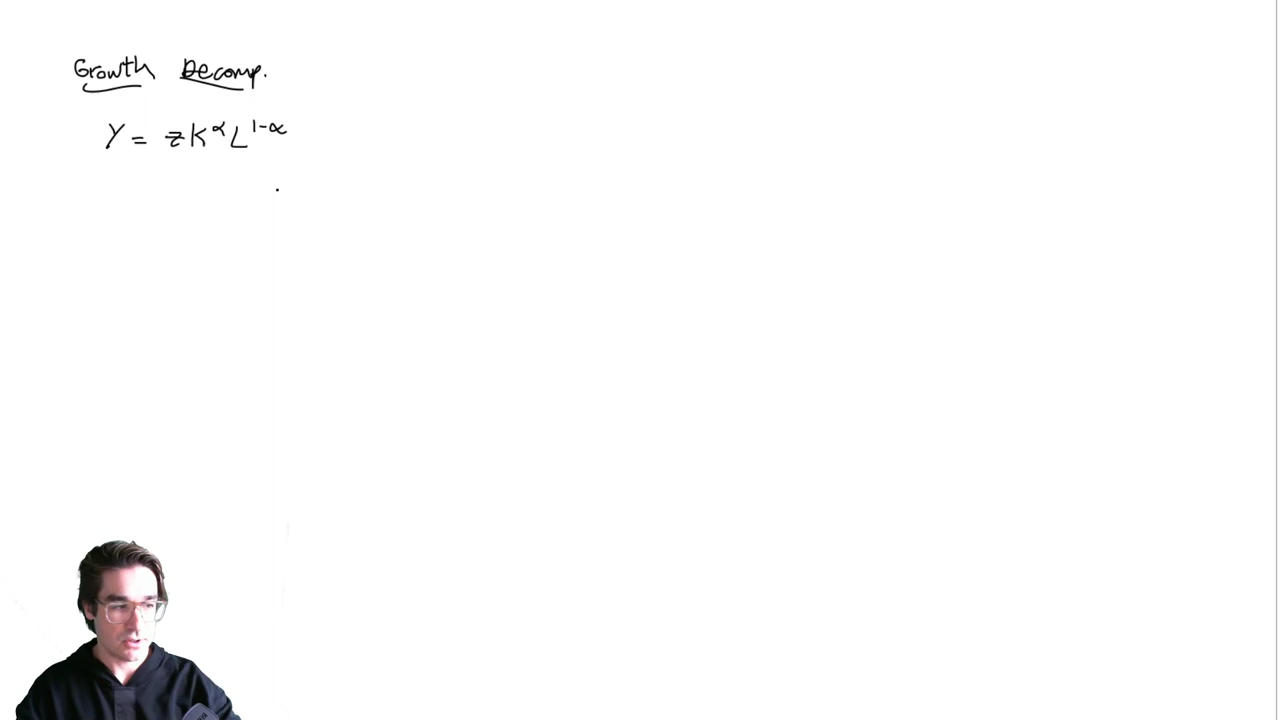 Growth Decomp.
Y = zK^α L^1-α